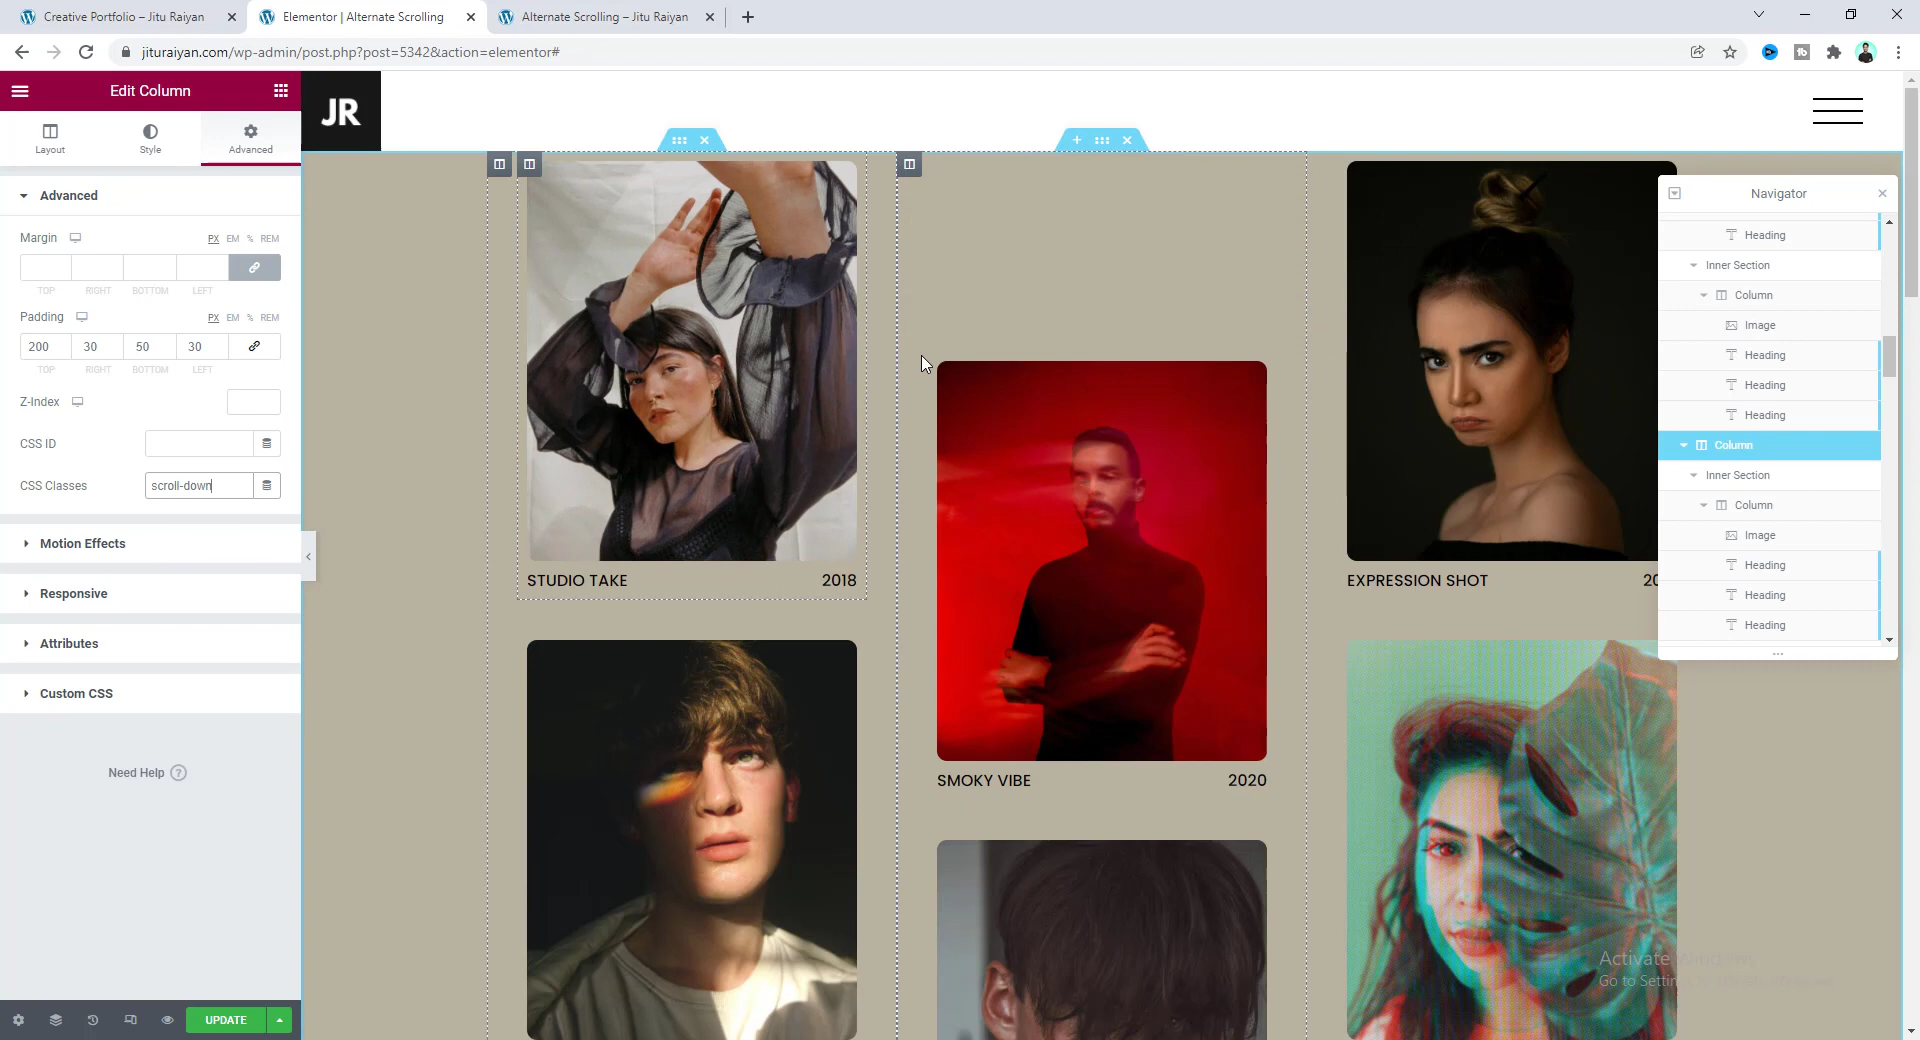 Creative Portfolio – Jitu Raiyan
Elementor | Alternate Scrolling
Alternate Scrolling – Jitu Raiyan
jituraiyan.com/wp-admin/post.php?post=5342&action=elementor#
Edit Column
JR
Layout
Style
Advanced
Advanced
Margin
PX EM % REM
TOP RIGHT BOTTOM LEFT
Padding
PX EM % REM
200 30 50 30
TOP RIGHT BOTTOM LEFT
Z-Index
CSS ID
CSS Classes
scroll-down
Motion Effects
Responsive
Attributes
Custom CSS
Need Help ?
UPDATE
STUDIO TAKE 2018
SMOKY VIBE 2020
EXPRESSION SHOT 20
Navigator
Heading
Inner Section
Column
Image
Heading
Heading
Heading
Column
Inner Section
Column
Image
Heading
Heading
Heading
Activate Windows
Go to Settin